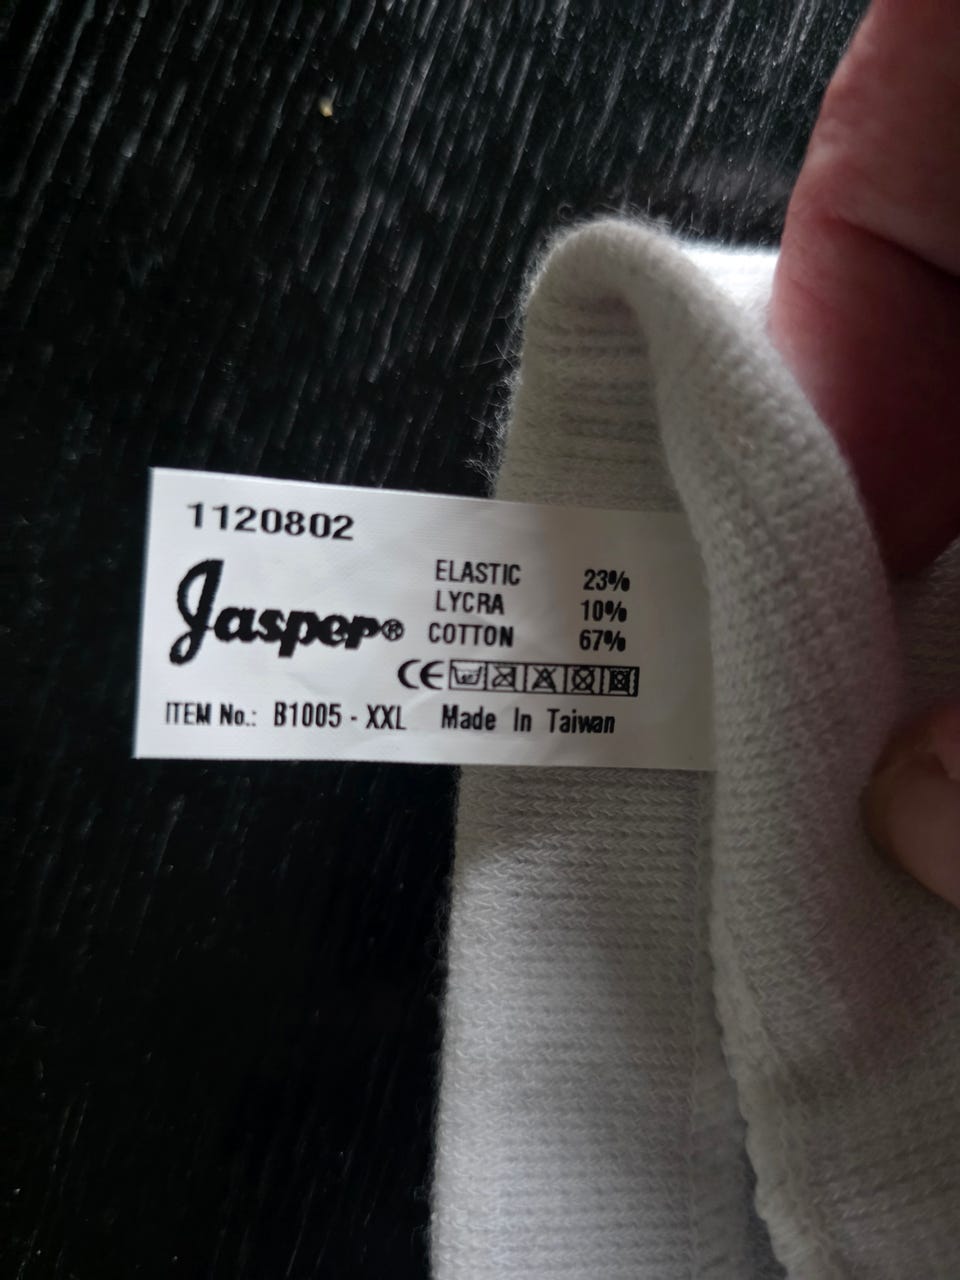 1120802
Jasper®
ELASTIC 23%
LYCRA 10%
COTTON 67%
CE
ITEM No.: B1005 - XXL Made In Taiwan